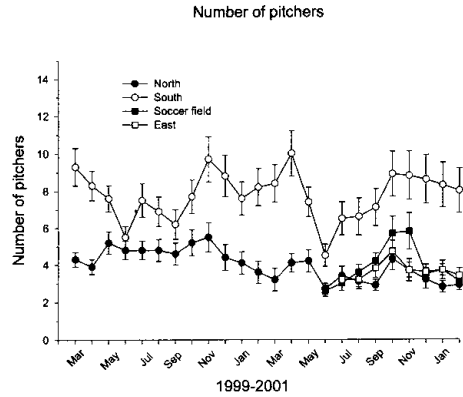 Number of pitchers
14
12
10
8
6
4
2
0
Number of pitchers
North
South
Soccer field
East
Mar May Jul Sep Nov Jan Mar May Jul Sep Nov Jan
1999-2001